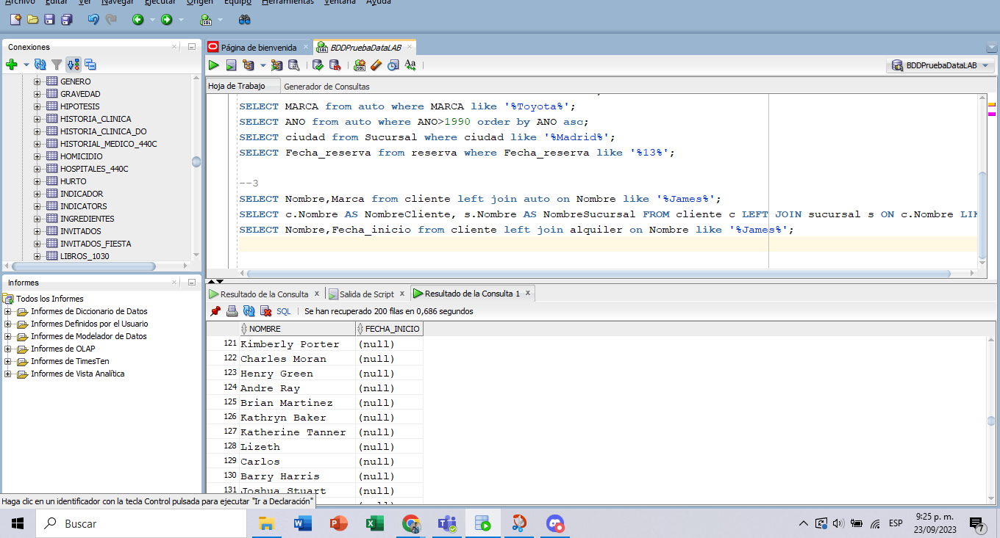 Archivo Editar Ver Navegar Ejecutar Origen Equipo Herramientas Ventana Ayuda
Conexiones
Página de bienvenida
BDDPruebaDataLAB
BDDPruebaDataLAB
Hoja de Trabajo
Generador de Consultas
GENERO
GRAVEDAD
HIPOTESIS
HISTORIA_CLINICA
HISTORIA_CLINICA_DO
HISTORIAL_MEDICO_440C
HOMICIDIO
HOSPITALES_440C
HURTO
INDICADOR
INDICATORS
INGREDIENTES
INVITADOS
INVITADOS_FIESTA
LIBROS_1030
SELECT MARCA from auto where MARCA like '%Toyota%';
SELECT ANO from auto where ANO>1990 order by ANO asc;
SELECT ciudad from Sucursal where ciudad like '%Madrid%';
SELECT Fecha_reserva from reserva where Fecha_reserva like '%13%';
--3
SELECT Nombre,Marca from cliente left join auto on Nombre like '%James%';
SELECT c.Nombre AS NombreCliente, s.Nombre AS NombreSucursal FROM cliente c LEFT JOIN sucursal s ON c.Nombre LIK
SELECT Nombre,Fecha_inicio from cliente left join alquiler on Nombre like '%James%';
Informes
Todos los Informes
Informes de Diccionario de Datos
Informes Definidos por el Usuario
Informes de Modelador de Datos
Informes de OLAP
Informes de TimesTen
Informes de Vista Analítica
Resultado de la Consulta x
Salida de Script x
Resultado de la Consulta 1 x
SQL
Se han recuperado 200 filas en 0,686 segundos
NOMBRE FECHA_INICIO
121 Kimberly Porter (null)
122 Charles Moran (null)
123 Henry Green (null)
124 Andre Ray (null)
125 Brian Martinez (null)
126 Kathryn Baker (null)
127 Katherine Tanner (null)
128 Lizeth (null)
129 Carlos (null)
130 Barry Harris (null)
131 Joshua Stuart (null)
Haga clic en un identificador con la tecla Control pulsada para ejecutar "Ir a Declaración"
Buscar
ESP
9:25 p. m.
23/09/2023
7